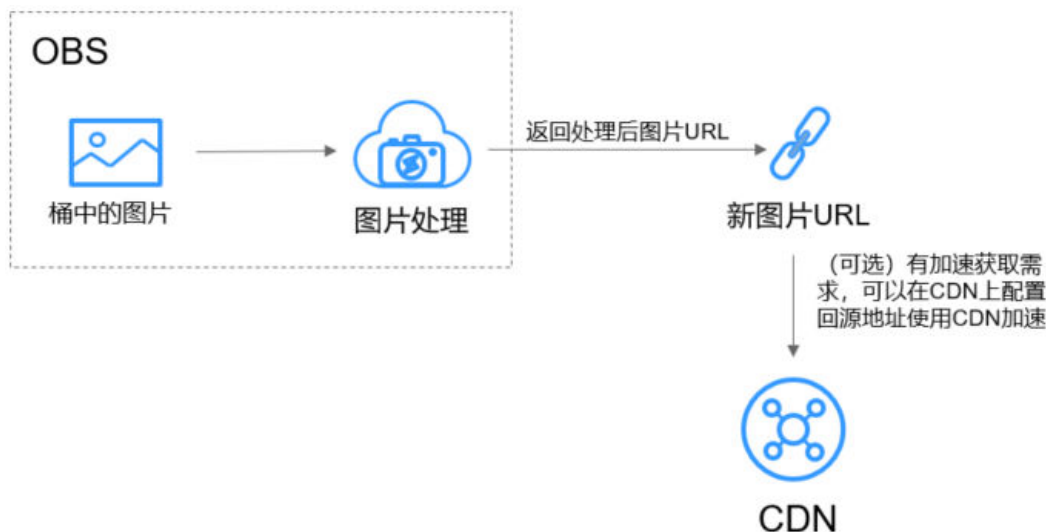 OBS
桶中的图片
图片处理
返回处理后图片URL
新图片URL
（可选）有加速获取需
求，可以在CDN上配置
回源地址使用CDN加速
CDN